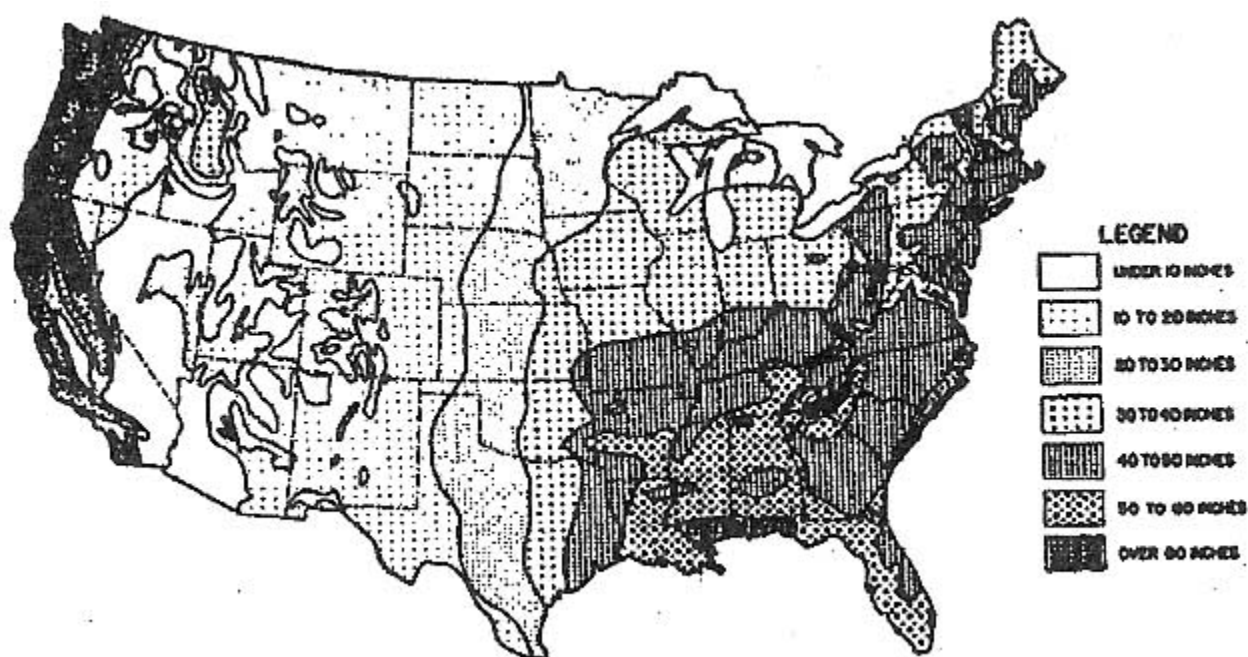 LEGEND
UNDER 10 INCHES
10 TO 20 INCHES
20 TO 30 INCHES
30 TO 40 INCHES
40 TO 50 INCHES
50 TO 60 INCHES
OVER 60 INCHES